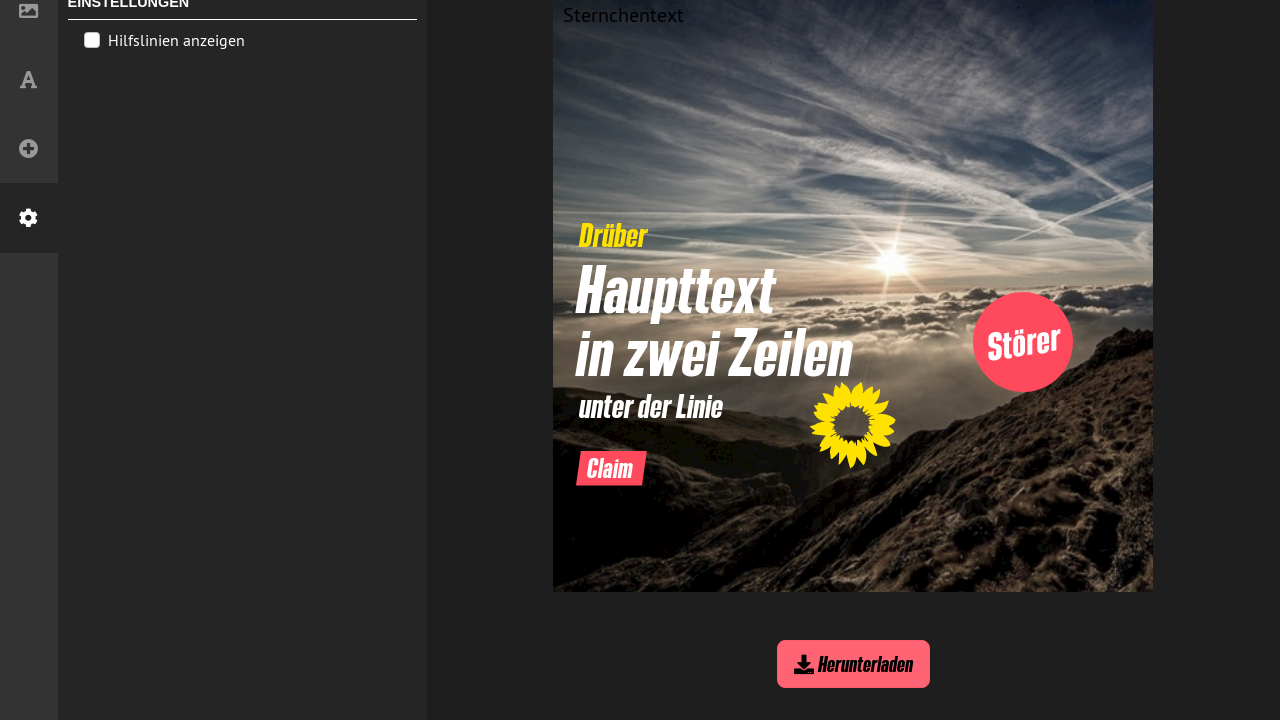 EINSTELLUNGEN
Hilfslinien anzeigen
Sternchentext
Drüber
Haupttext
in zwei Zeilen
unter der Linie
Claim
Störer
Herunterladen